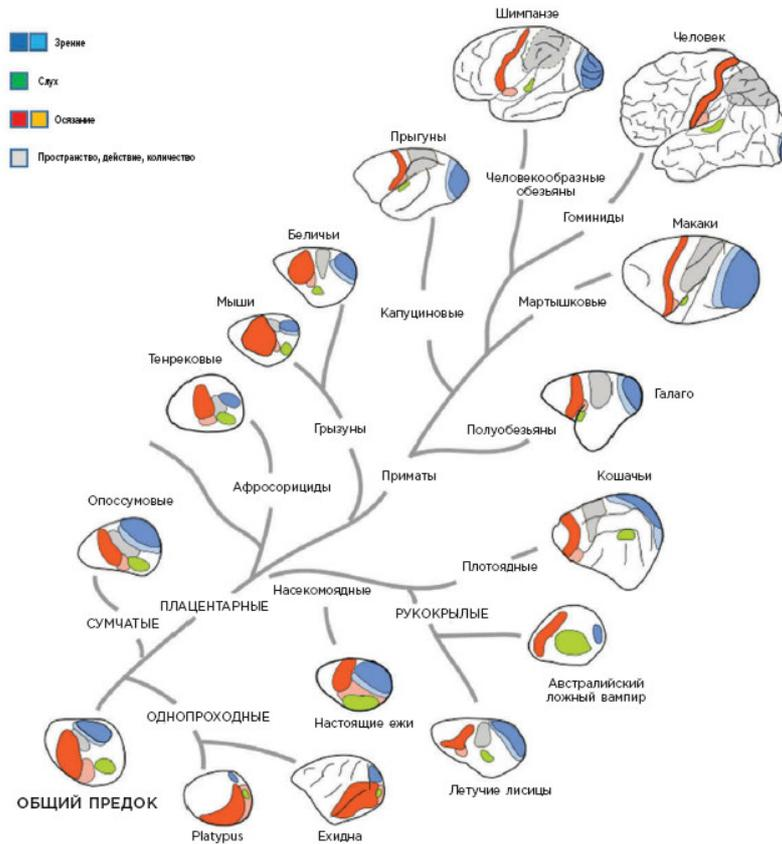 Шимпанзе
Человек
Зрение
Слух
Осязание
Пространство, действие, количество
Прыгуны
Человекообразные
обезьяны
Гоминиды
Макаки
Беличьи
Мыши
Капуциновые
Мартышковые
Тенрековые
Галаго
Грызуны
Полуобезьяны
Приматы
Кошачьи
Афросорициды
Опоссумовые
Плотоядные
Насекомоядные
ПЛАЦЕНТАРНЫЕ
РУКОКРЫЛЫЕ
СУМЧАТЫЕ
Австралийский
ложный вампир
ОДНОПРОХОДНЫЕ
Настоящие ежи
Летучие лисицы
ОБЩИЙ ПРЕДОК
Platypus
Ехидна